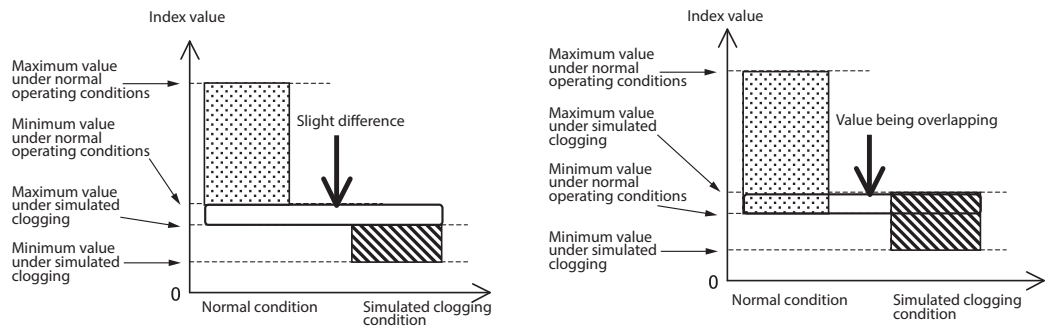 Index value
Maximum value
under normal
operating conditions
Minimum value
under normal
operating conditions
Maximum value
under simulated
clogging
Minimum value
under simulated
clogging
Slight difference
0
Normal condition
Simulated clogging
condition
Index value
Maximum value
under normal
operating conditions
Maximum value
under simulated
clogging
Minimum value
under normal
operating conditions
Minimum value
under simulated
clogging
Value being overlapping
0
Normal condition
Simulated clogging
condition